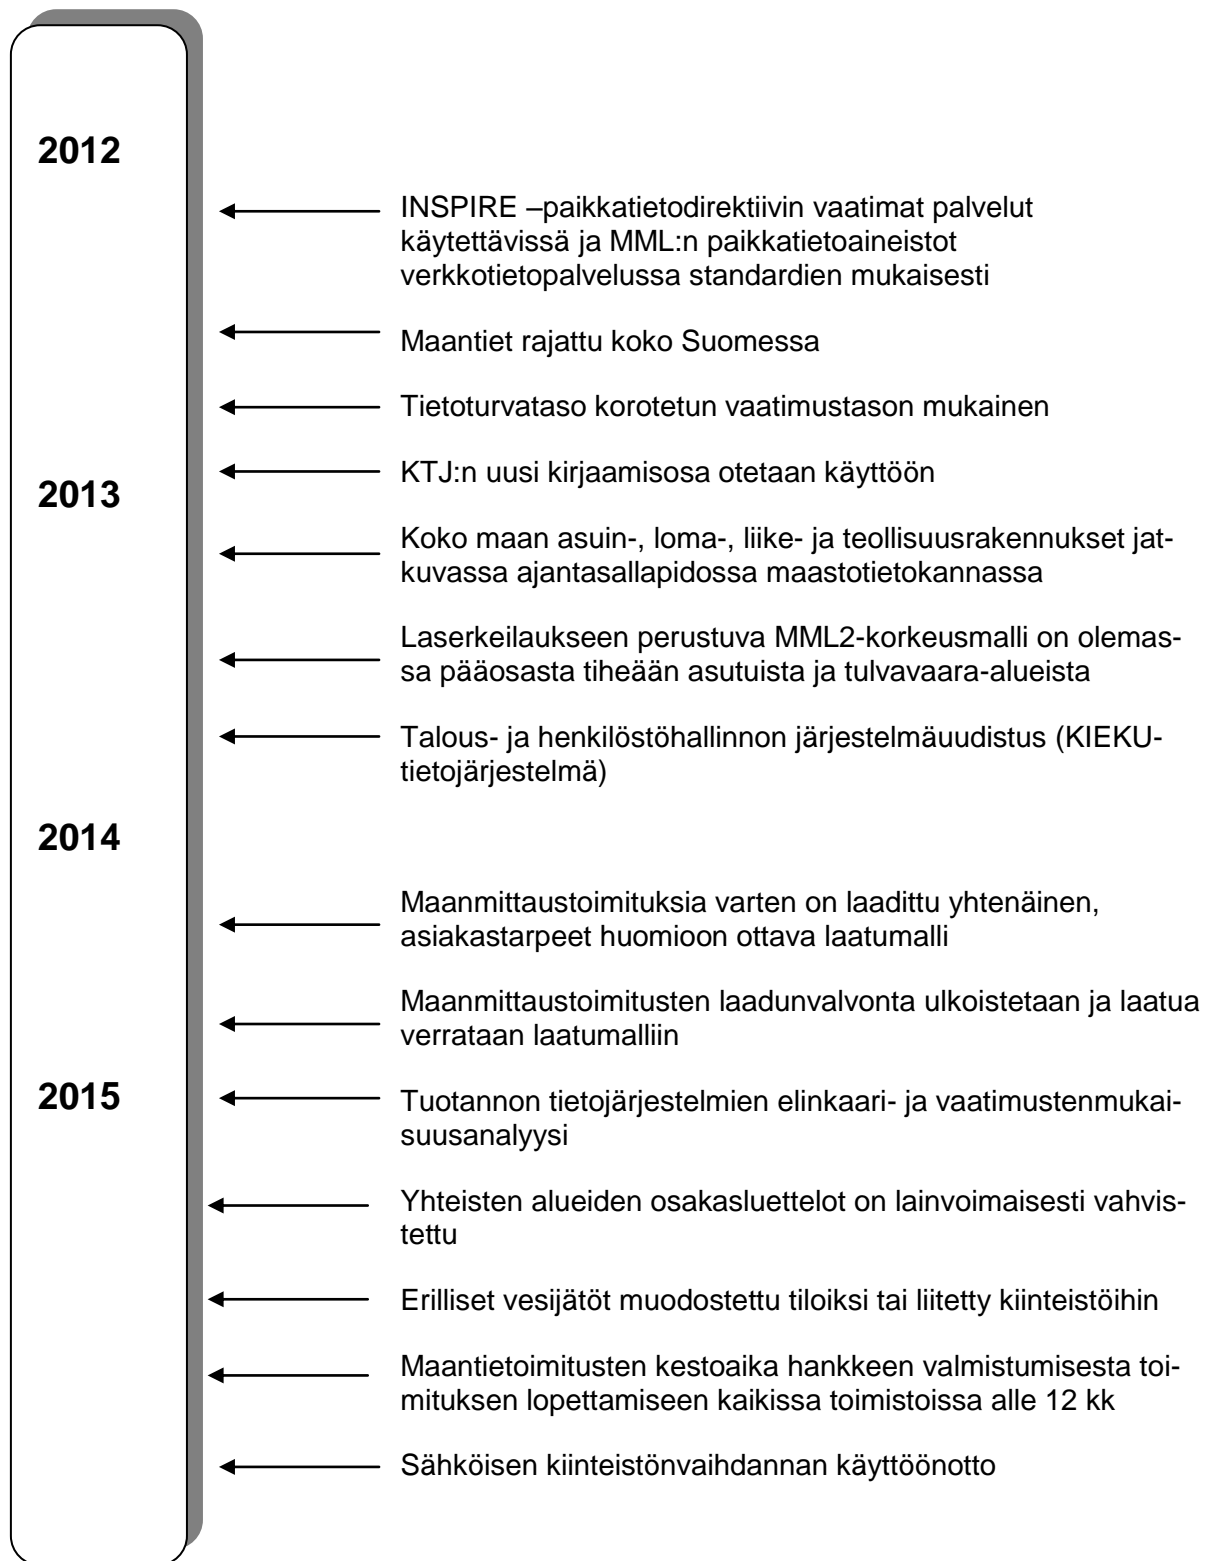 2012
INSPIRE –paikkatietodirektiivin vaatimat palvelut
käytettävissä ja MML:n paikkatietoaineistot
verkkotietopalvelussa standardien mukaisesti
Maantiet rajattu koko Suomessa
Tietoturvataso korotetun vaatimustason mukainen
KTJ:n uusi kirjaamisosa otetaan käyttöön
2013
Koko maan asuin-, loma-, liike- ja teollisuusrakennukset jat-
kuvassa ajantasallapidossa maastotietokannassa
Laserkeilaukseen perustuva MML2-korkeusmalli on olemas-
sa pääosasta tiheään asutuista ja tulvavaara-alueista
Talous- ja henkilöstöhallinnon järjestelmäuudistus (KIEKU-
tietojärjestelmä)
2014
Maanmittaustoimituksia varten on laadittu yhtenäinen,
asiakastarpeet huomioon ottava laatumalli
Maanmittaustoimitusten laadunvalvonta ulkoistetaan ja laatua
verrataan laatumalliin
2015
Tuotannon tietojärjestelmien elinkaari- ja vaatimustenmukai-
suusanalyysi
Yhteisten alueiden osakasluettelot on lainvoimaisesti vahvis-
tettu
Erilliset vesijätöt muodostettu tiloiksi tai liitetty kiinteistöihin
Maantietoimitusten kestoaika hankkeen valmistumisesta toi-
mituksen lopettamiseen kaikissa toimistoissa alle 12 kk
Sähköisen kiinteistönvaihdannan käyttöönotto